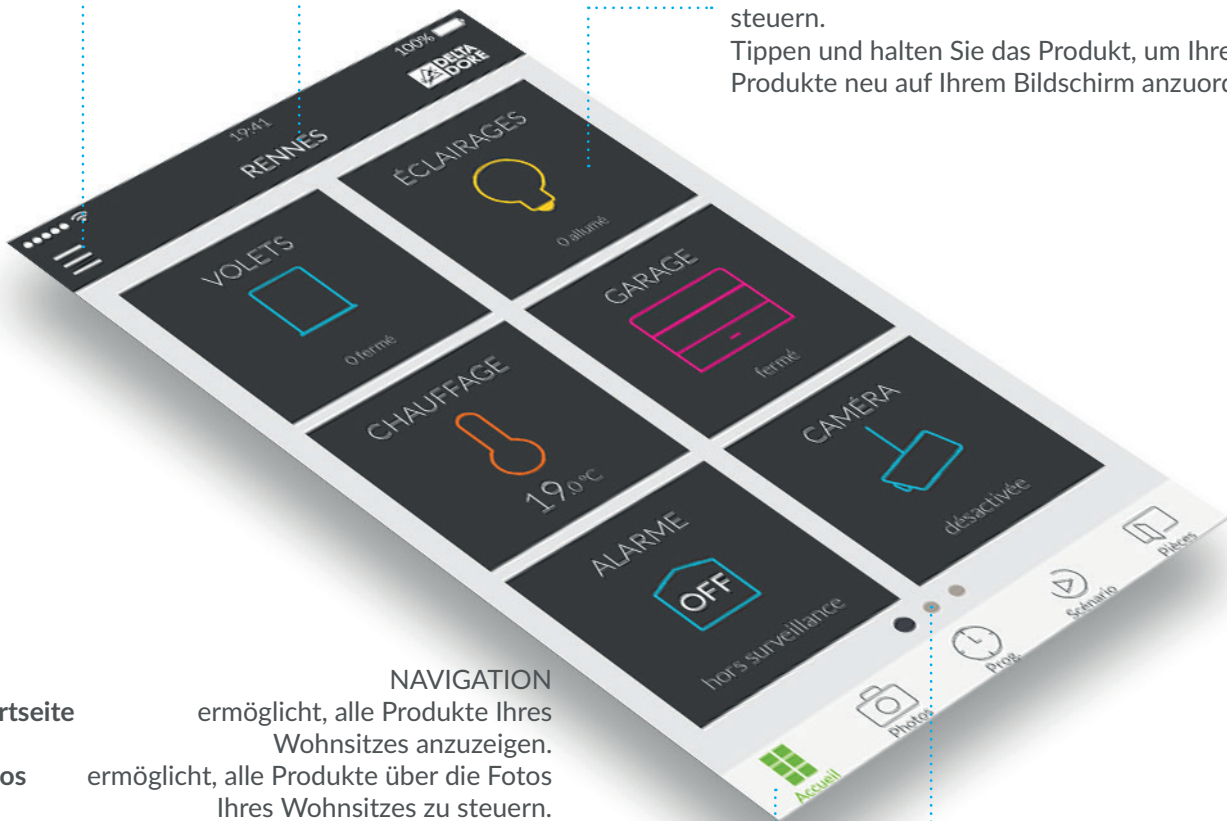 steuern.
Tippen und halten Sie das Produkt, um Ihre
Produkte neu auf Ihrem Bildschirm
100%
DELTA
DORE
19:41
RENNES
ÉCLAIRAGES
0 allumé
VOLETS
0 fermé
GARAGE
fermé
CHAUFFAGE
19.0 °C
CAMÉRA
désactivée
ALARME
OFF
hors surveillance
Accueil
Photos
Prog.
Scénario
Pièces
NAVIGATION
ermöglicht, alle Produkte Ihres
Wohnsitzes anzuzeigen.
ermöglicht, alle Produkte über die Fotos
Ihres Wohnsitzes zu steuern.